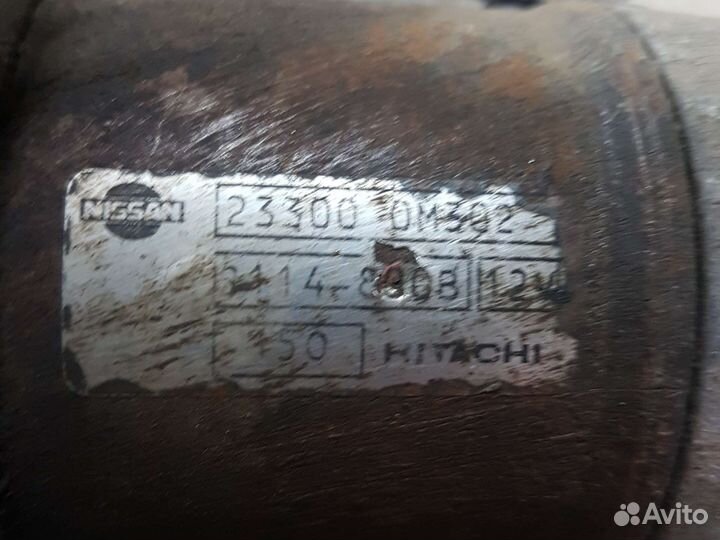 NISSAN
23300 0M302
12V
HITACHI
Avito